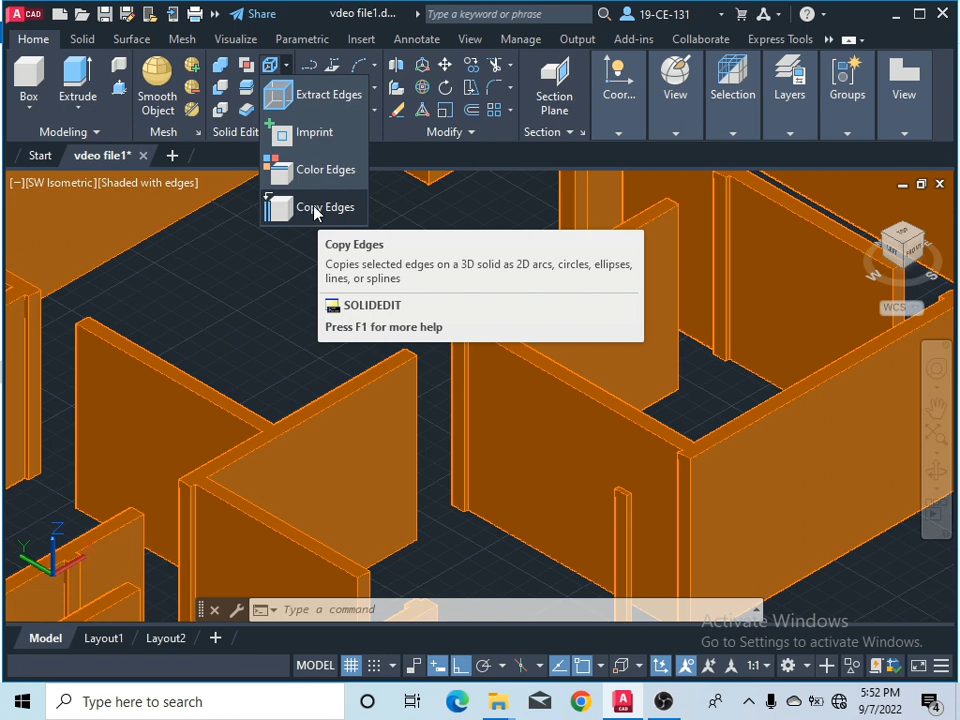 CAD
Share
vdeo file1.d...
Type a keyword or phrase
19-CE-131
Home
Solid
Surface
Mesh
Visualize
Parametric
Insert
Annotate
View
Manage
Output
Add-ins
Collaborate
Express Tools
Box
Extrude
Smooth
Object
Extract Edges
Imprint
Color Edges
Copy Edges
Section
Plane
Coor...
View
Selection
Layers
Groups
View
Modeling
Mesh
Solid Edit
Modify
Section
Start
vdeo file1*
[−][SW Isometric][Shaded with edges]
Copy Edges
Copies selected edges on a 3D solid as 2D arcs, circles, ellipses,
lines, or splines
SOLIDEDIT
Press F1 for more help
TOP
W
S
WCS
Z
Y
Type a command
Activate Windows
Go to Settings to activate Windows.
Model
Layout1
Layout2
MODEL
1:1
Type here to search
5:52 PM
9/7/2022
4